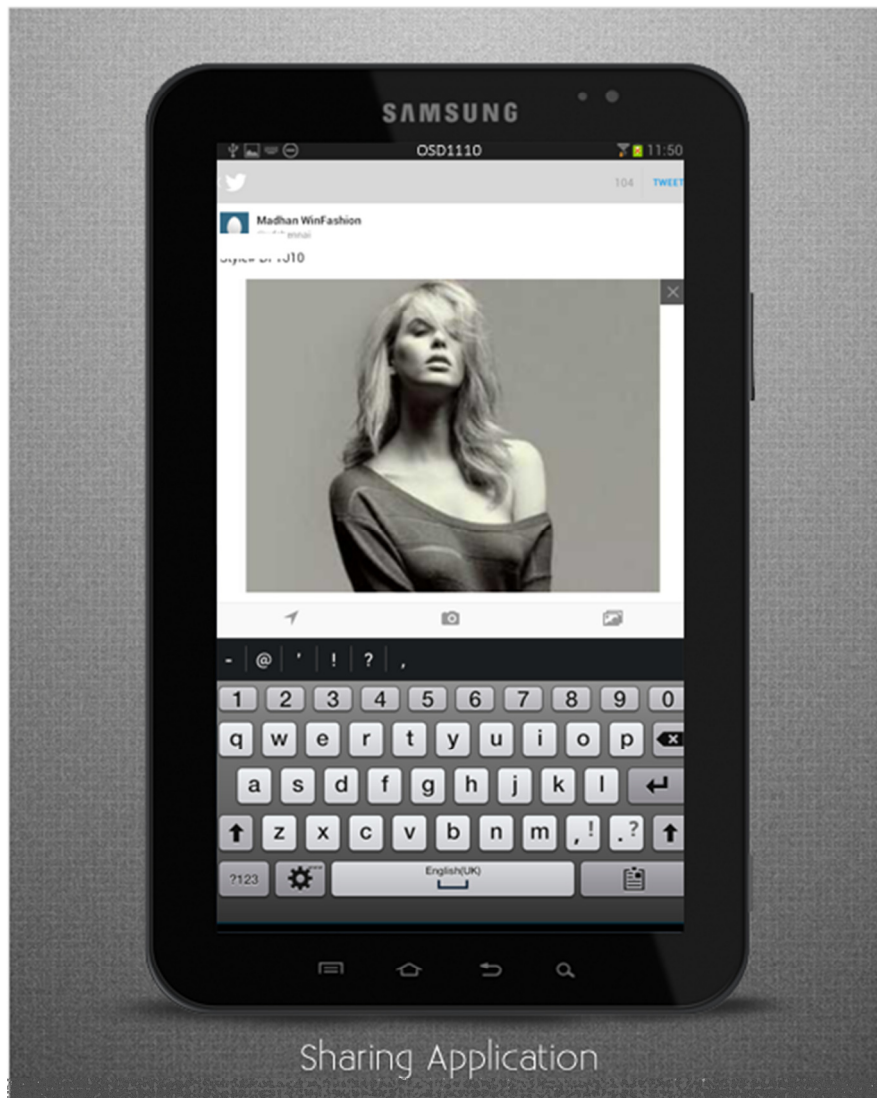 SAMSUNG
OSD1110 11:50
104 TWEET
Madhan WinFashion
- @ ' ! ? ,
1 2 3 4 5 6 7 8 9 0
q w e r t y u i o p
a s d f g h j k l
z x c v b n m , ! . ?
?123 English(UK)
Sharing Application